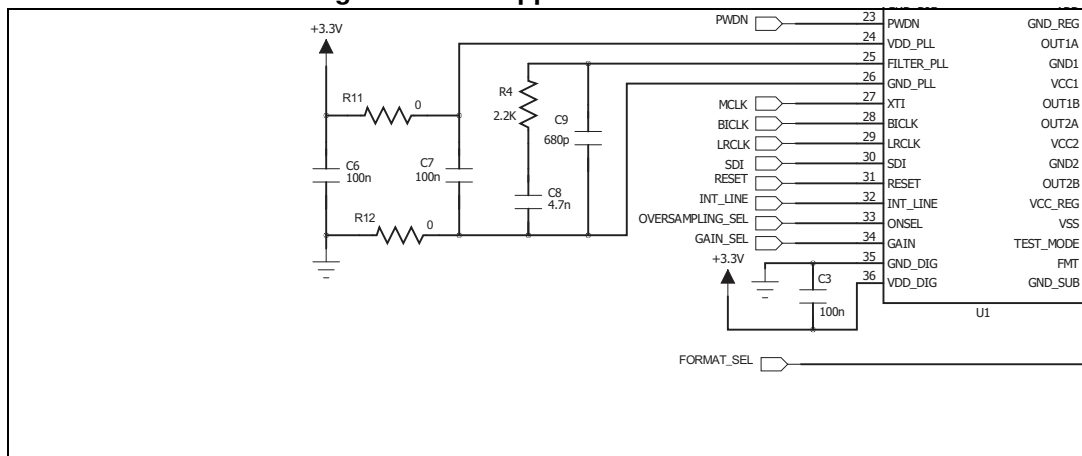 +3.3V
R11
0
C6
100n
C7
100n
R12
0
R4
2.2K
C9
680p
C8
4.7n
PWDN
MCLK
BICLK
LRCLK
SDI
RESET
INT_LINE
OVERSAMPLING_SEL
GAIN_SEL
+3.3V
C3
100n
FORMAT_SEL
23 PWDN
24 VDD_PLL
25 FILTER_PLL
26 GND_PLL
27 XTI
28 BICLK
29 LRCLK
30 SDI
31 RESET
32 INT_LINE
33 ONSEL
34 GAIN
35 GND_DIG
36 VDD_DIG
GND_REG
OUT1A
GND1
VCC1
OUT1B
OUT2A
VCC2
GND2
OUT2B
VCC_REG
VSS
TEST_MODE
FMT
GND_SUB
U1